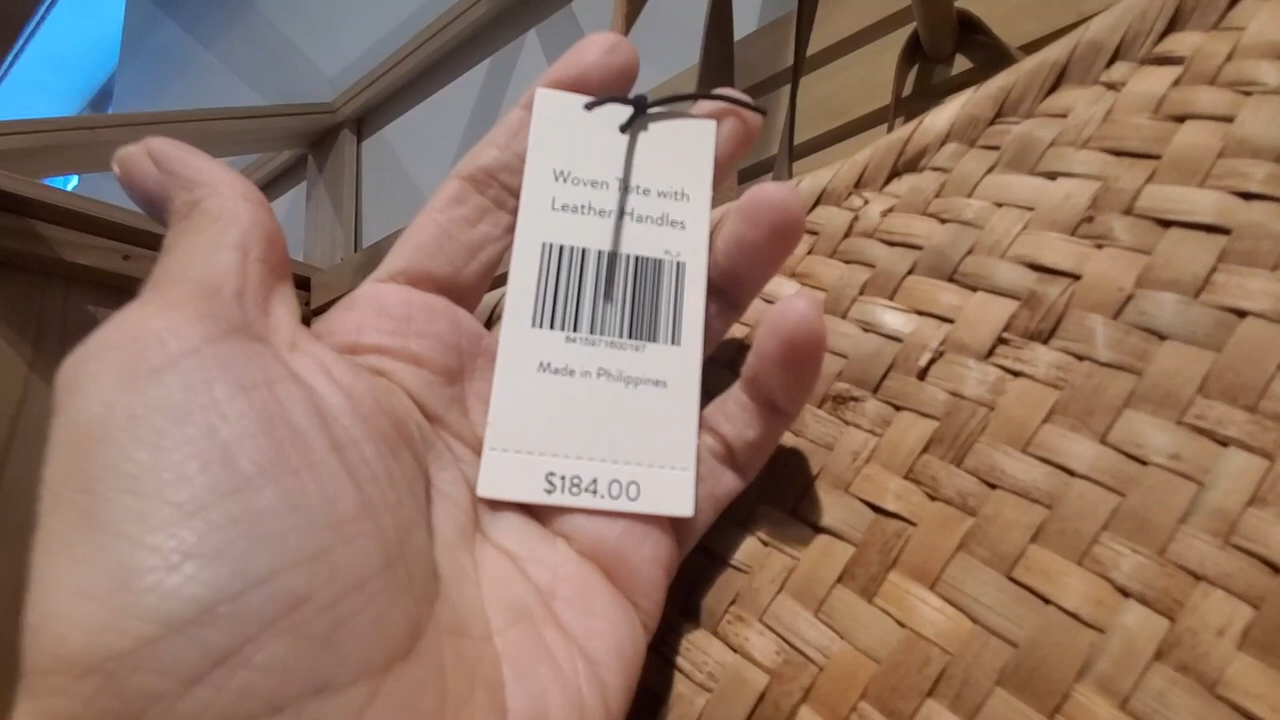 Woven Tote with
Leather Handles
Made in Philippines
$184.00